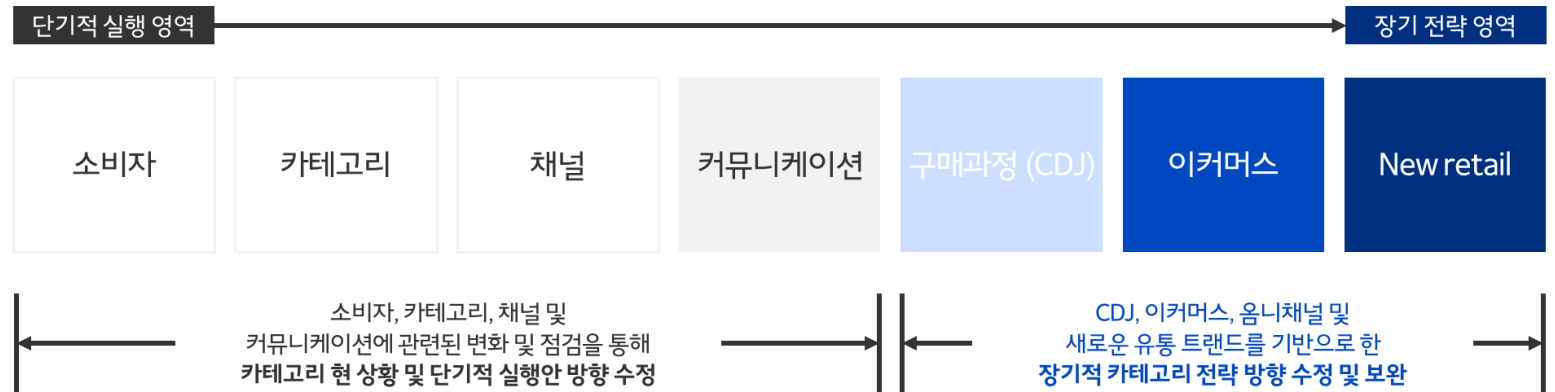 단기적 실행 영역
장기 전략 영역
소비자
카테고리
채널
커뮤니케이션
구매과정 (CDJ)
이커머스
New retail
소비자, 카테고리, 채널 및
커뮤니케이션에 관련된 변화 및 점검을 통해
카테고리 현 상황 및 단기적 실행안 방향 수정
CDJ, 이커머스, 옴니채널 및
새로운 유통 트랜드를 기반으로 한
장기적 카테고리 전략 방향 수정 및 보완